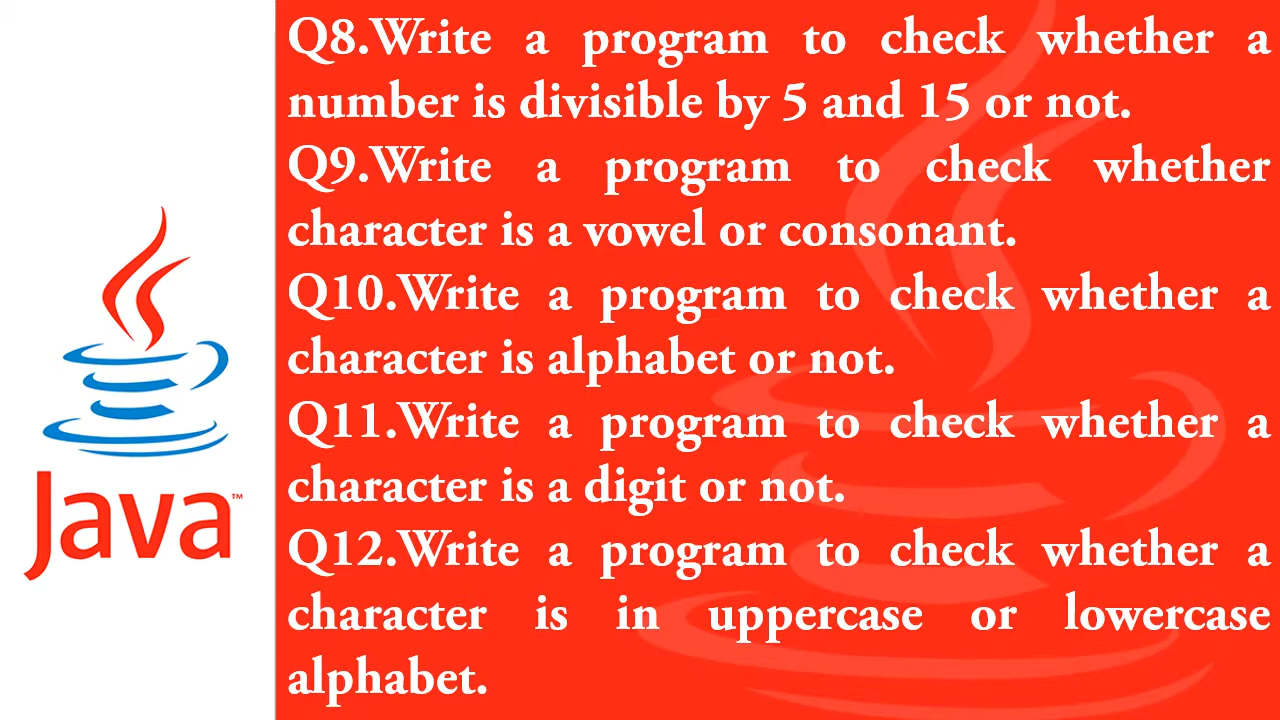 Q8.Write a program to check whether a
number is divisible by 5 and 15 or not.
Q9.Write a program to check whether
character is a vowel or consonant.
Q10.Write a program to check whether a
character is alphabet or not.
Q11.Write a program to check whether a
character is a digit or not.
Q12.Write a program to check whether a
character is in uppercase or lowercase
alphabet.
Java™